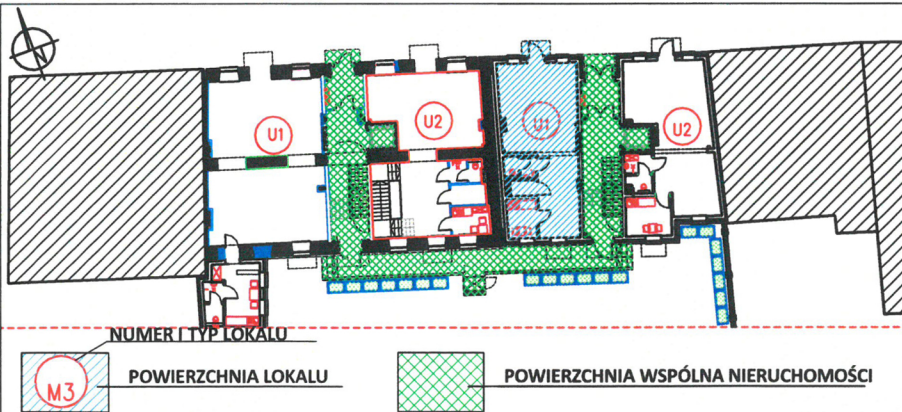 N
U1
U2
U1
U2
NUMER I TYP LOKALU
M3
POWIERZCHNIA LOKALU
POWIERZCHNIA WSPÓLNA NIERUCHOMOŚCI